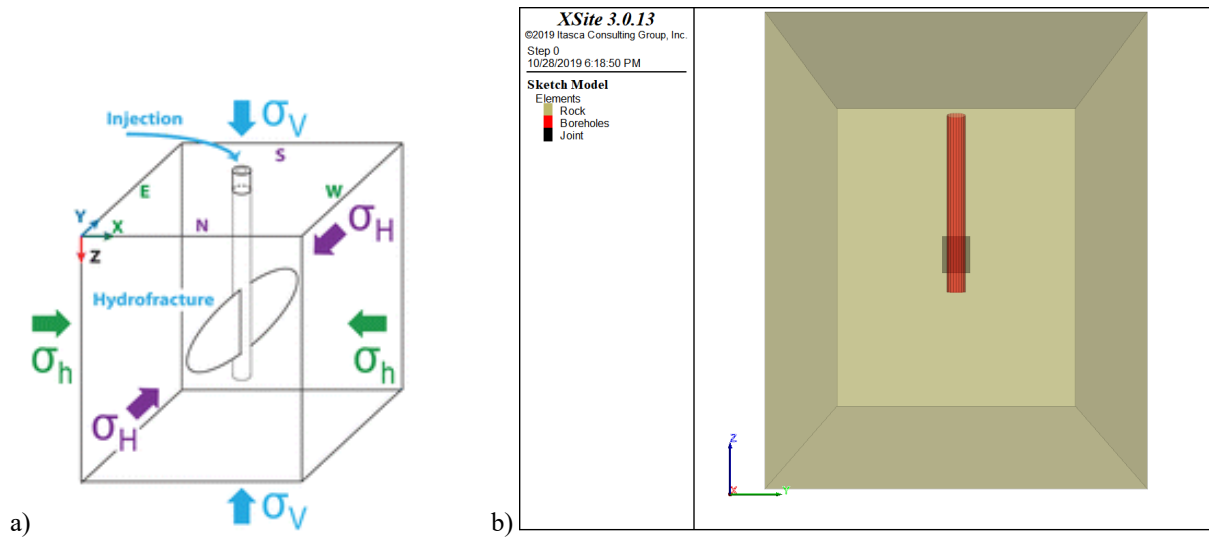 Injection
σV
S
E
W
Y
X
N
σH
Z
Hydrofracture
σh
σh
σH
σV
a)
XSite 3.0.13
©2019 Itasca Consulting Group, Inc.
Step 0
10/28/2019 6:18:50 PM
Sketch Model
Elements
Rock
Boreholes
Joint
Z
X
Y
b)